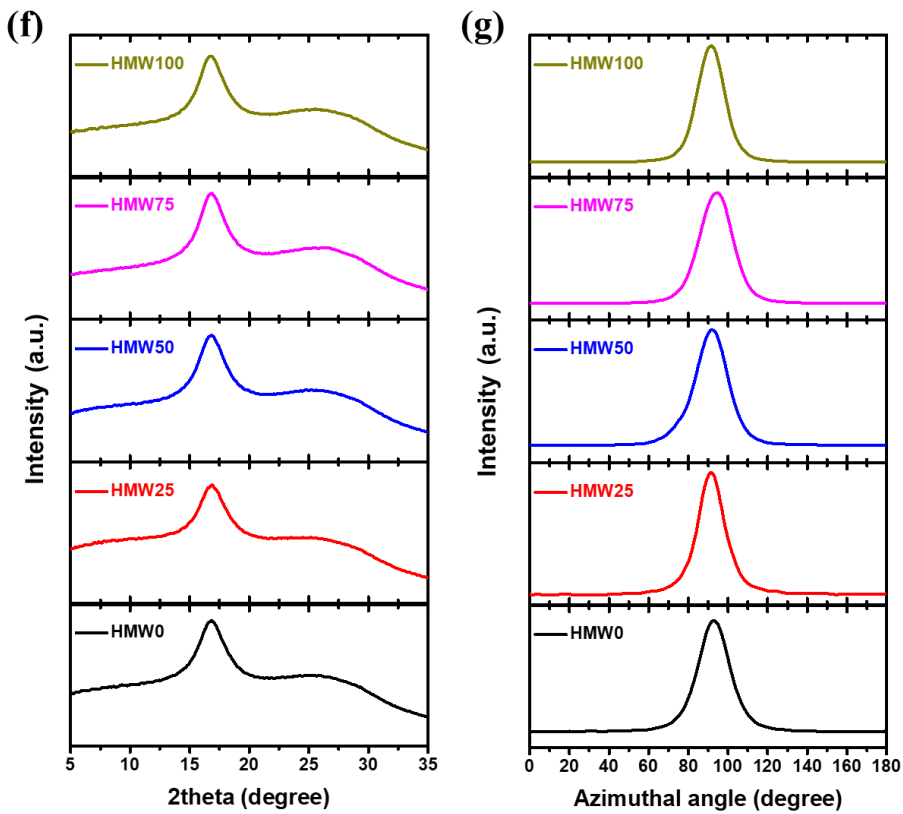 (f)
HMW100
HMW75
HMW50
HMW25
HMW0
Intensity (a.u.)
5 10 15 20 25 30 35
2theta (degree)
(g)
HMW100
HMW75
HMW50
HMW25
HMW0
Intensity (a.u.)
0 20 40 60 80 100 120 140 160 180
Azimuthal angle (degree)